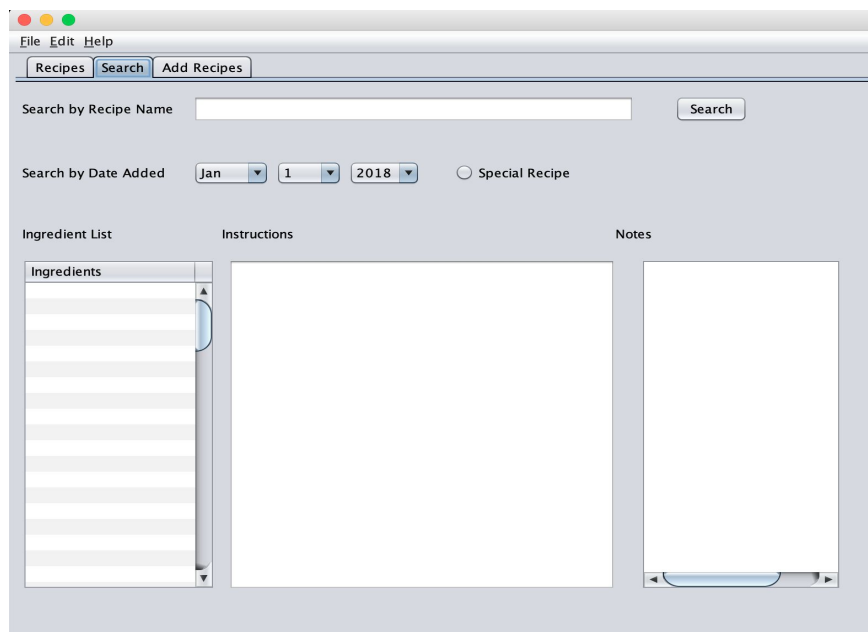 File Edit Help
Recipes Search Add Recipes
Search by Recipe Name Search
Search by Date Added Jan 1 2018 Special Recipe
Ingredient List Instructions Notes
Ingredients